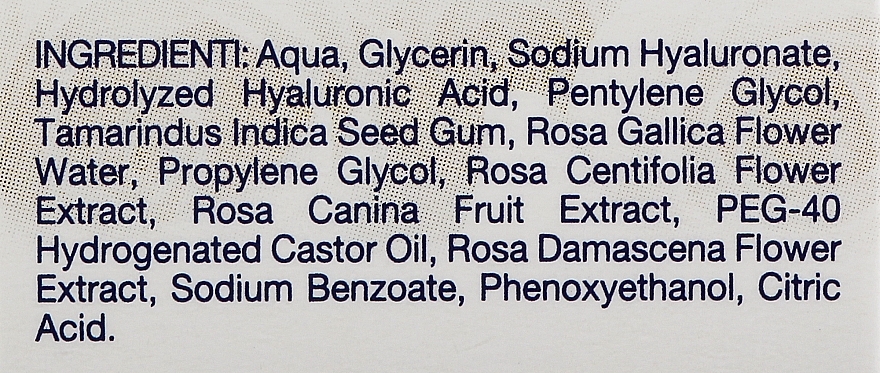 INGREDIENTI: Aqua, Glycerin, Sodium Hyaluronate,
Hydrolyzed Hyaluronic Acid, Pentylene Glycol,
Tamarindus Indica Seed Gum, Rosa Gallica Flower
Water, Propylene Glycol, Rosa Centifolia Flower
Extract, Rosa Canina Fruit Extract, PEG-40
Hydrogenated Castor Oil, Rosa Damascena Flower
Extract, Sodium Benzoate, Phenoxyethanol, Citric
Acid.